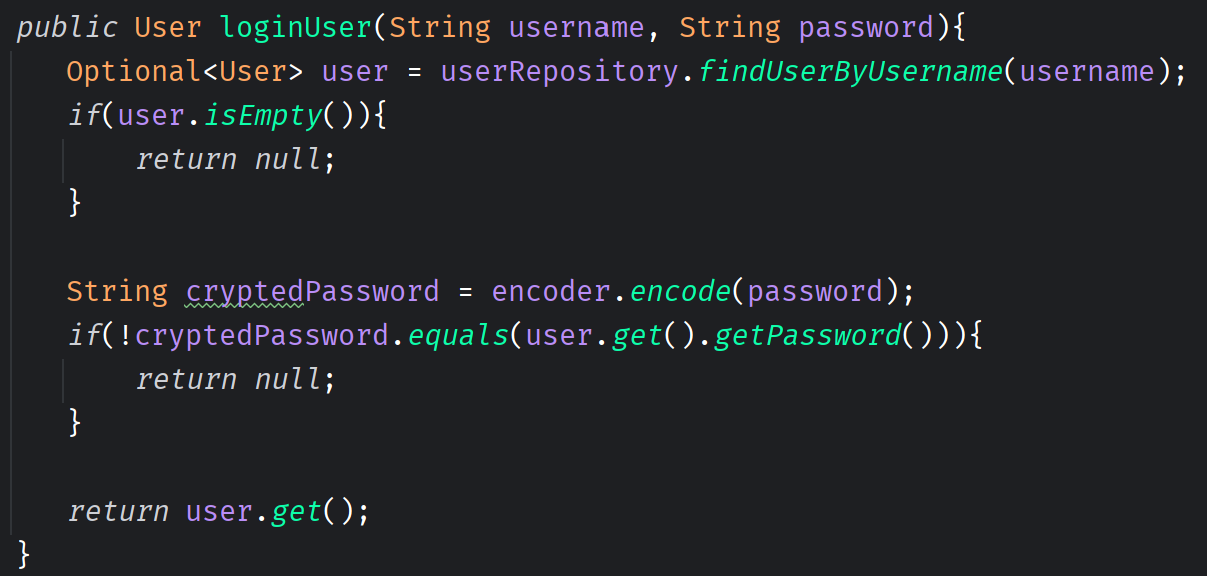 public User loginUser(String username, String password){
    Optional<User> user = userRepository.findUserByUsername(username);
    if(user.isEmpty()){
        return null;
    }

    String cryptedPassword = encoder.encode(password);
    if(!cryptedPassword.equals(user.get().getPassword())){
        return null;
    }

    return user.get();
}